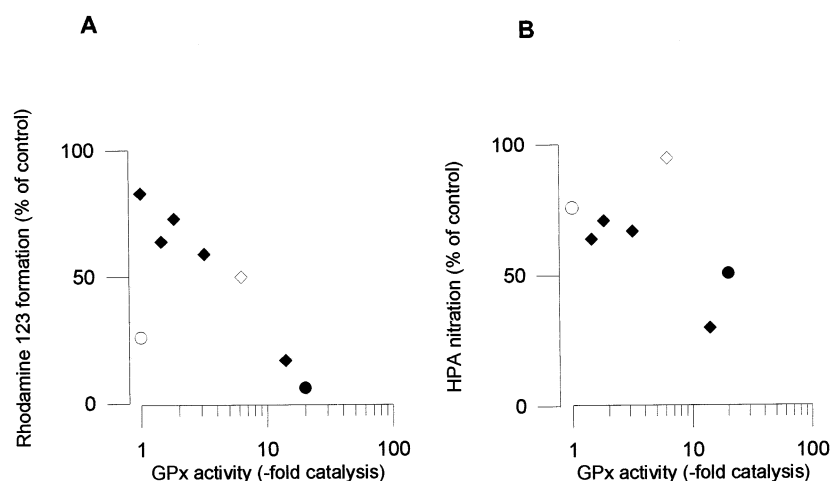 A
Rhodamine 123 formation (% of control)
100
50
0
1 10 100
GPx activity (-fold catalysis)
B
HPA nitration (% of control)
100
50
0
1 10 100
GPx activity (-fold catalysis)